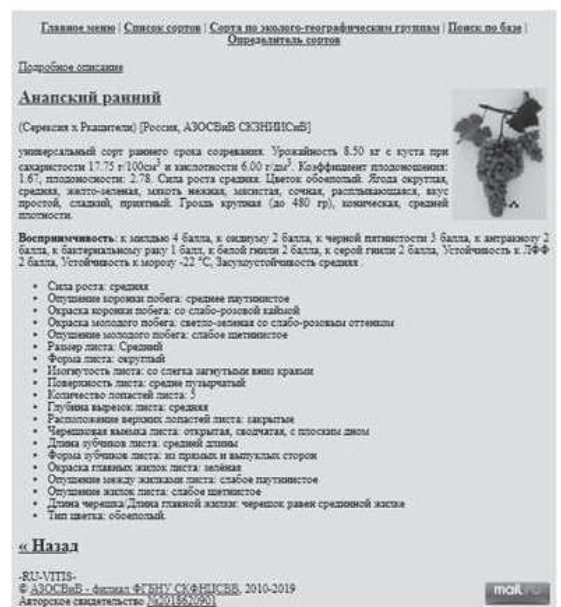 Главное меню | Список сортов | Сорта по эколого-географическим группам | Поиск по базе |
Определитель сортов
Подробное описание
Анапский ранний
(Серексия х Ркацители) [Россия, АЗОСВиВ СКЗНИИСиВ]
универсальный сорт раннего срока созревания. Урожайность 8.50 кг с куста при
сахаристости 17.75 г/100см³ и кислотности 6.00 г/дм³. Коэффициент плодоношения:
1.67, плодоносности: 2.78. Сила роста средняя. Цветок обоеполый. Ягода округлая,
средняя, желто-зеленая, мякоть нежная, мясистая, сочная, расплывающаяся, вкус
простой, сладкий, приятный. Гроздь крупная (до 480 гр), коническая, средней
плотности.
Восприимчивость: к милдью 4 балла, к оидиуму 2 балла, к черной пятнистости 3 балла, к антракнозу 2
балла, к бактериальному раку 1 балл, к белой гнили 2 балла, к серой гнили 2 балла, Устойчивость к ЛФФ
2 балла, Устойчивость к морозу -22 °С, Засухоустойчивость средняя
• Сила роста: средняя
• Опушение коронки побега: среднее паутинистое
• Окраска коронки побега: со слабо-розовой каймой
• Окраска молодого побега: светло-зеленая со слабо-розовым оттенком
• Опушение молодого побега: слабое щетинистое
• Размер листа: Средний
• Форма листа: округлый
• Изогнутость листа: со слегка загнутыми вниз краями
• Поверхность листа: средне пузырчатый
• Количество лопастей листа: 5
• Глубина вырезок листа: средняя
• Расположение верхних лопастей листа: закрытые
• Черешковая выемка листа: открытая, сводчатая, с плоским дном
• Длина зубчиков листа: средней длины
• Форма зубчиков листа: из прямых и выпуклых сторон
• Окраска главных жилок листа: зелёная
• Опушение между жилками листа: слабое паутинистое
• Опушение жилок листа: слабое щетинистое
• Длина черешка/Длина главной жилки: черешок равен срединной жилке
• Тип цветка: обоеполый.
« Назад
-RU-VITIS-
© АЗОСВиВ - филиал ФГБНУ СКФНЦСВВ, 2010-2019
Авторское свидетельство №2018620901
mail.ru